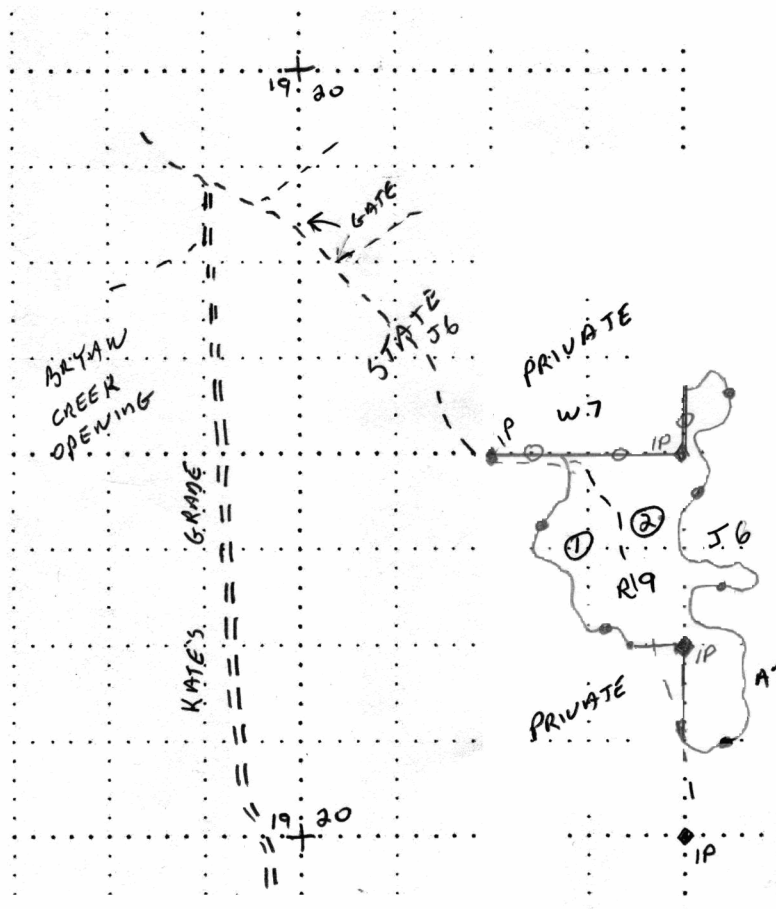 19 20
GATE
STATE
J6
PRIVATE
BRYAN
CREEK
OPENING
W.7
IP
IP
KATE'S GRADE
1
2
J6
R19
IP
PRIVATE
19 20
IP